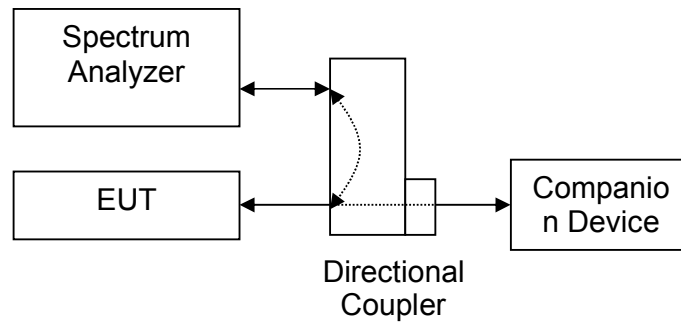 Spectrum
Analyzer
EUT
Companio
n Device
Directional
Coupler